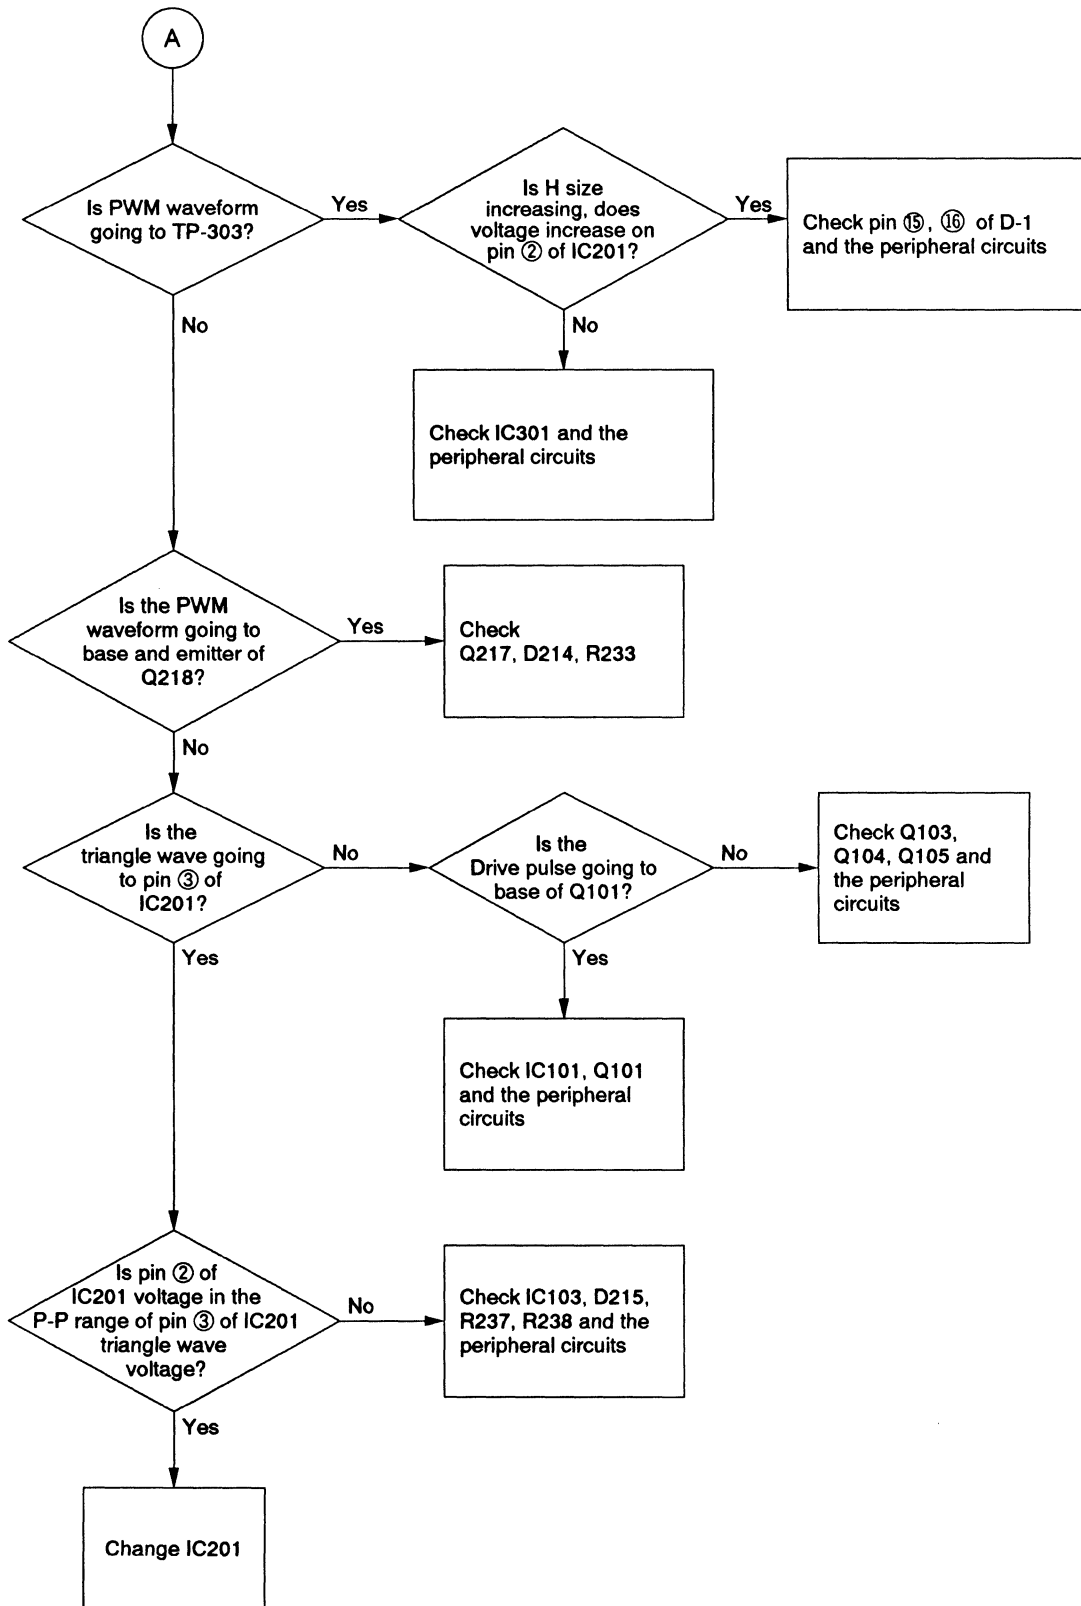 A
Is PWM waveform
going to TP-303?
Yes
Is H size
increasing, does
voltage increase on
pin ② of IC201?
Yes
Check pin ⑮, ⑯ of D-1
and the peripheral circuits
No
No
Check IC301 and the
peripheral circuits
Is the PWM
waveform going to
base and emitter of
Q218?
Yes
Check
Q217, D214, R233
No
Is the
triangle wave going
to pin ③ of
IC201?
No
Is the
Drive pulse going to
base of Q101?
No
Check Q103,
Q104, Q105 and
the peripheral
circuits
Yes
Yes
Check IC101, Q101
and the peripheral
circuits
Is pin ② of
IC201 voltage in the
P-P range of pin ③ of IC201
triangle wave
voltage?
No
Check IC103, D215,
R237, R238 and the
peripheral circuits
Yes
Change IC201